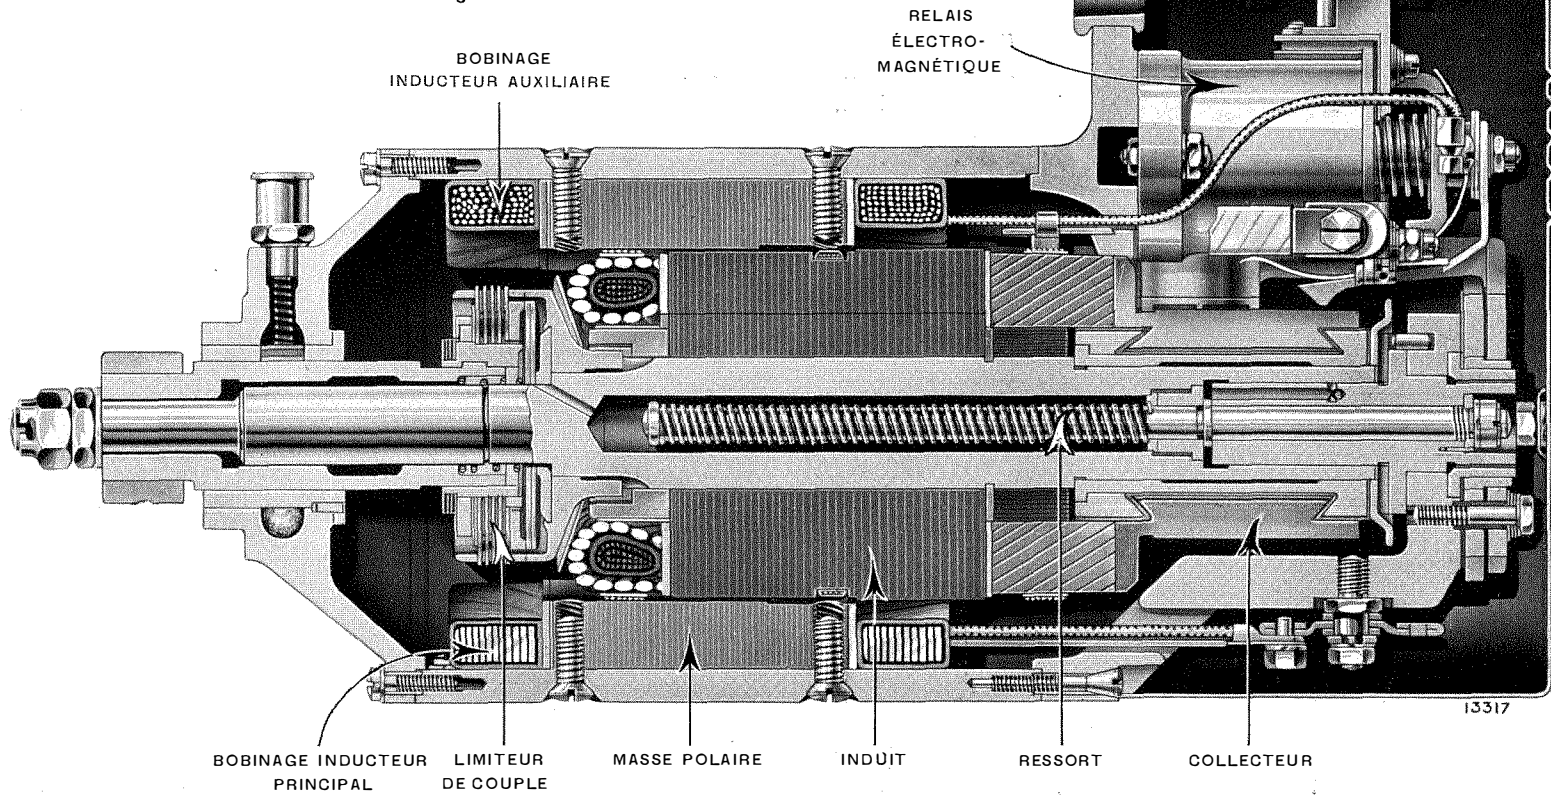 RELAIS
ÉLECTRO-
MAGNÉTIQUE
BOBINAGE
INDUCTEUR AUXILIAIRE
13317
BOBINAGE INDUCTEUR
PRINCIPAL
LIMITEUR
DE COUPLE
MASSE POLAIRE
INDUIT
RESSORT
COLLECTEUR